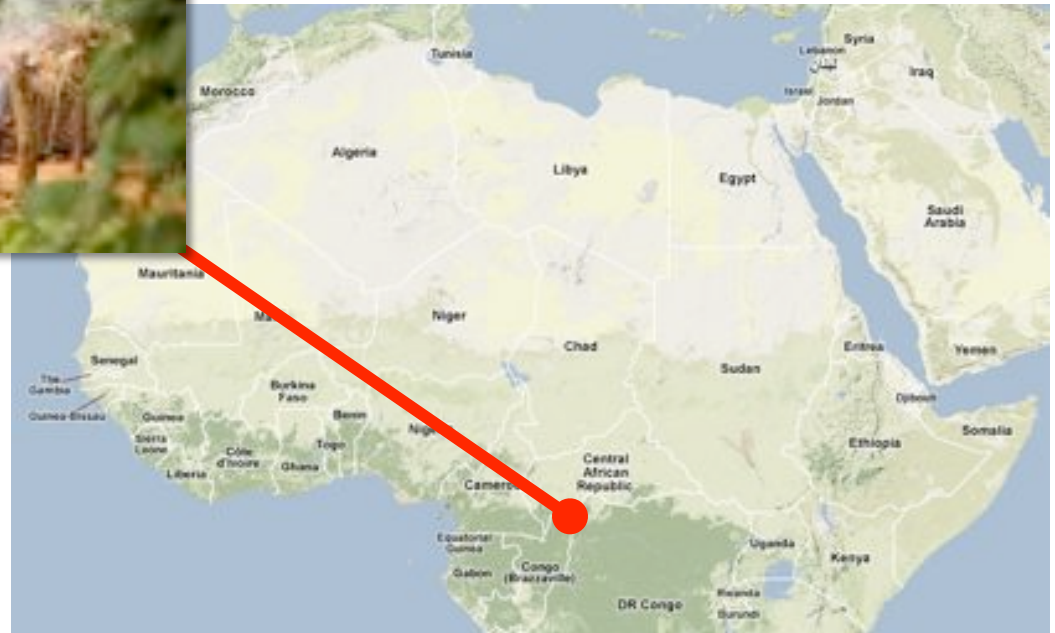 Tunisia
Syria
Lebanon
لبنان
Iraq
Israel
Jordan
Morocco
Algeria
Libya
Egypt
Saudi
Arabia
Mauritania
Niger
Chad
Sudan
Eritrea
Yemen
Senegal
The
Gambia
Guinea-Bissau
Burkina
Faso
Djibouti
Guinea
Benin
Somalia
Sierra
Leone
Togo
Ethiopia
Côte
d'Ivoire
Ghana
Liberia
Central
African
Republic
Equatorial
Guinea
Uganda
Kenya
Gabon
Congo
(Brazzaville)
Rwanda
DR Congo
Burundi